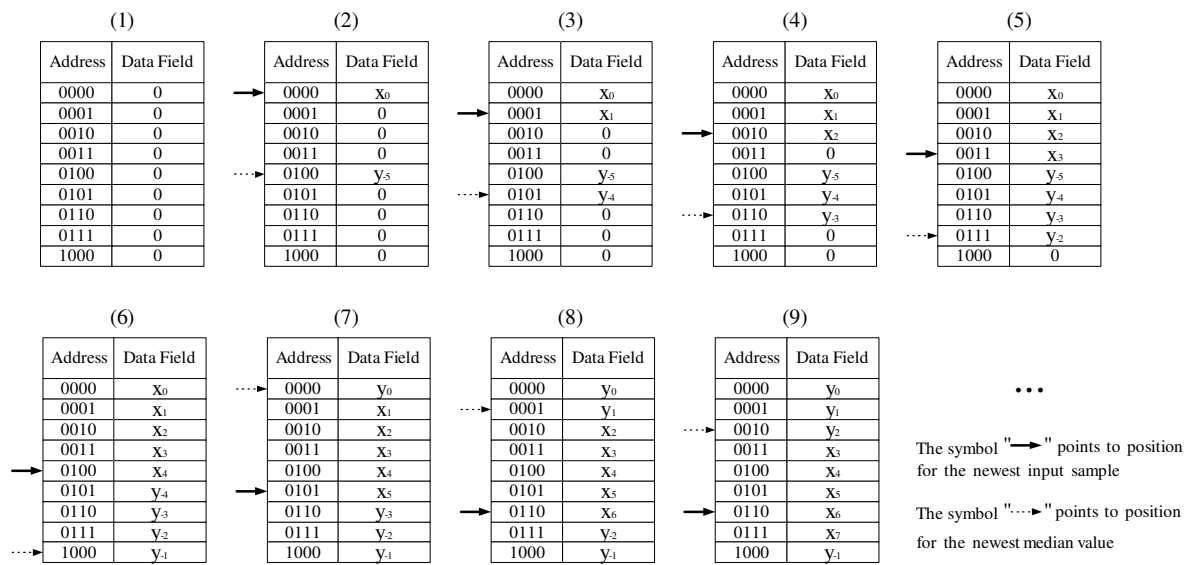 (1) (2) (3) (4) (5)
Address Data Field Address Data Field Address Data Field Address Data Field Address Data Field
0000 0 0000 x₀ 0000 x₀ 0000 x₀ 0000 x₀
0001 0 0001 0 0001 x₁ 0001 x₁ 0001 x₁
0010 0 0010 0 0010 0 0010 x₂ 0010 x₂
0011 0 0011 0 0011 0 0011 0 0011 x₃
0100 0 0100 y₋₅ 0100 y₋₅ 0100 y₋₅ 0100 y₋₅
0101 0 0101 0 0101 y₋₄ 0101 y₋₄ 0101 y₋₄
0110 0 0110 0 0110 0 0110 y₋₃ 0110 y₋₃
0111 0 0111 0 0111 0 0111 0 0111 y₋₂
1000 0 1000 0 1000 0 1000 0 1000 0
(6) (7) (8) (9)
Address Data Field Address Data Field Address Data Field Address Data Field
0000 x₀ 0000 y₀ 0000 y₀ 0000 y₀
0001 x₁ 0001 x₁ 0001 y₁ 0001 y₁
0010 x₂ 0010 x₂ 0010 x₂ 0010 y₂
0011 x₃ 0011 x₃ 0011 x₃ 0011 x₃
0100 x₄ 0100 x₄ 0100 x₄ 0100 x₄
0101 y₋₄ 0101 x₅ 0101 x₅ 0101 x₅
0110 y₋₃ 0110 y₋₃ 0110 x₆ 0110 x₆
0111 y₋₂ 0111 y₋₂ 0111 y₋₂ 0111 x₇
1000 y₋₁ 1000 y₋₁ 1000 y₋₁ 1000 y₋₁
...
The symbol "→" points to position
for the newest input sample
The symbol "⇢" points to position
for the newest median value